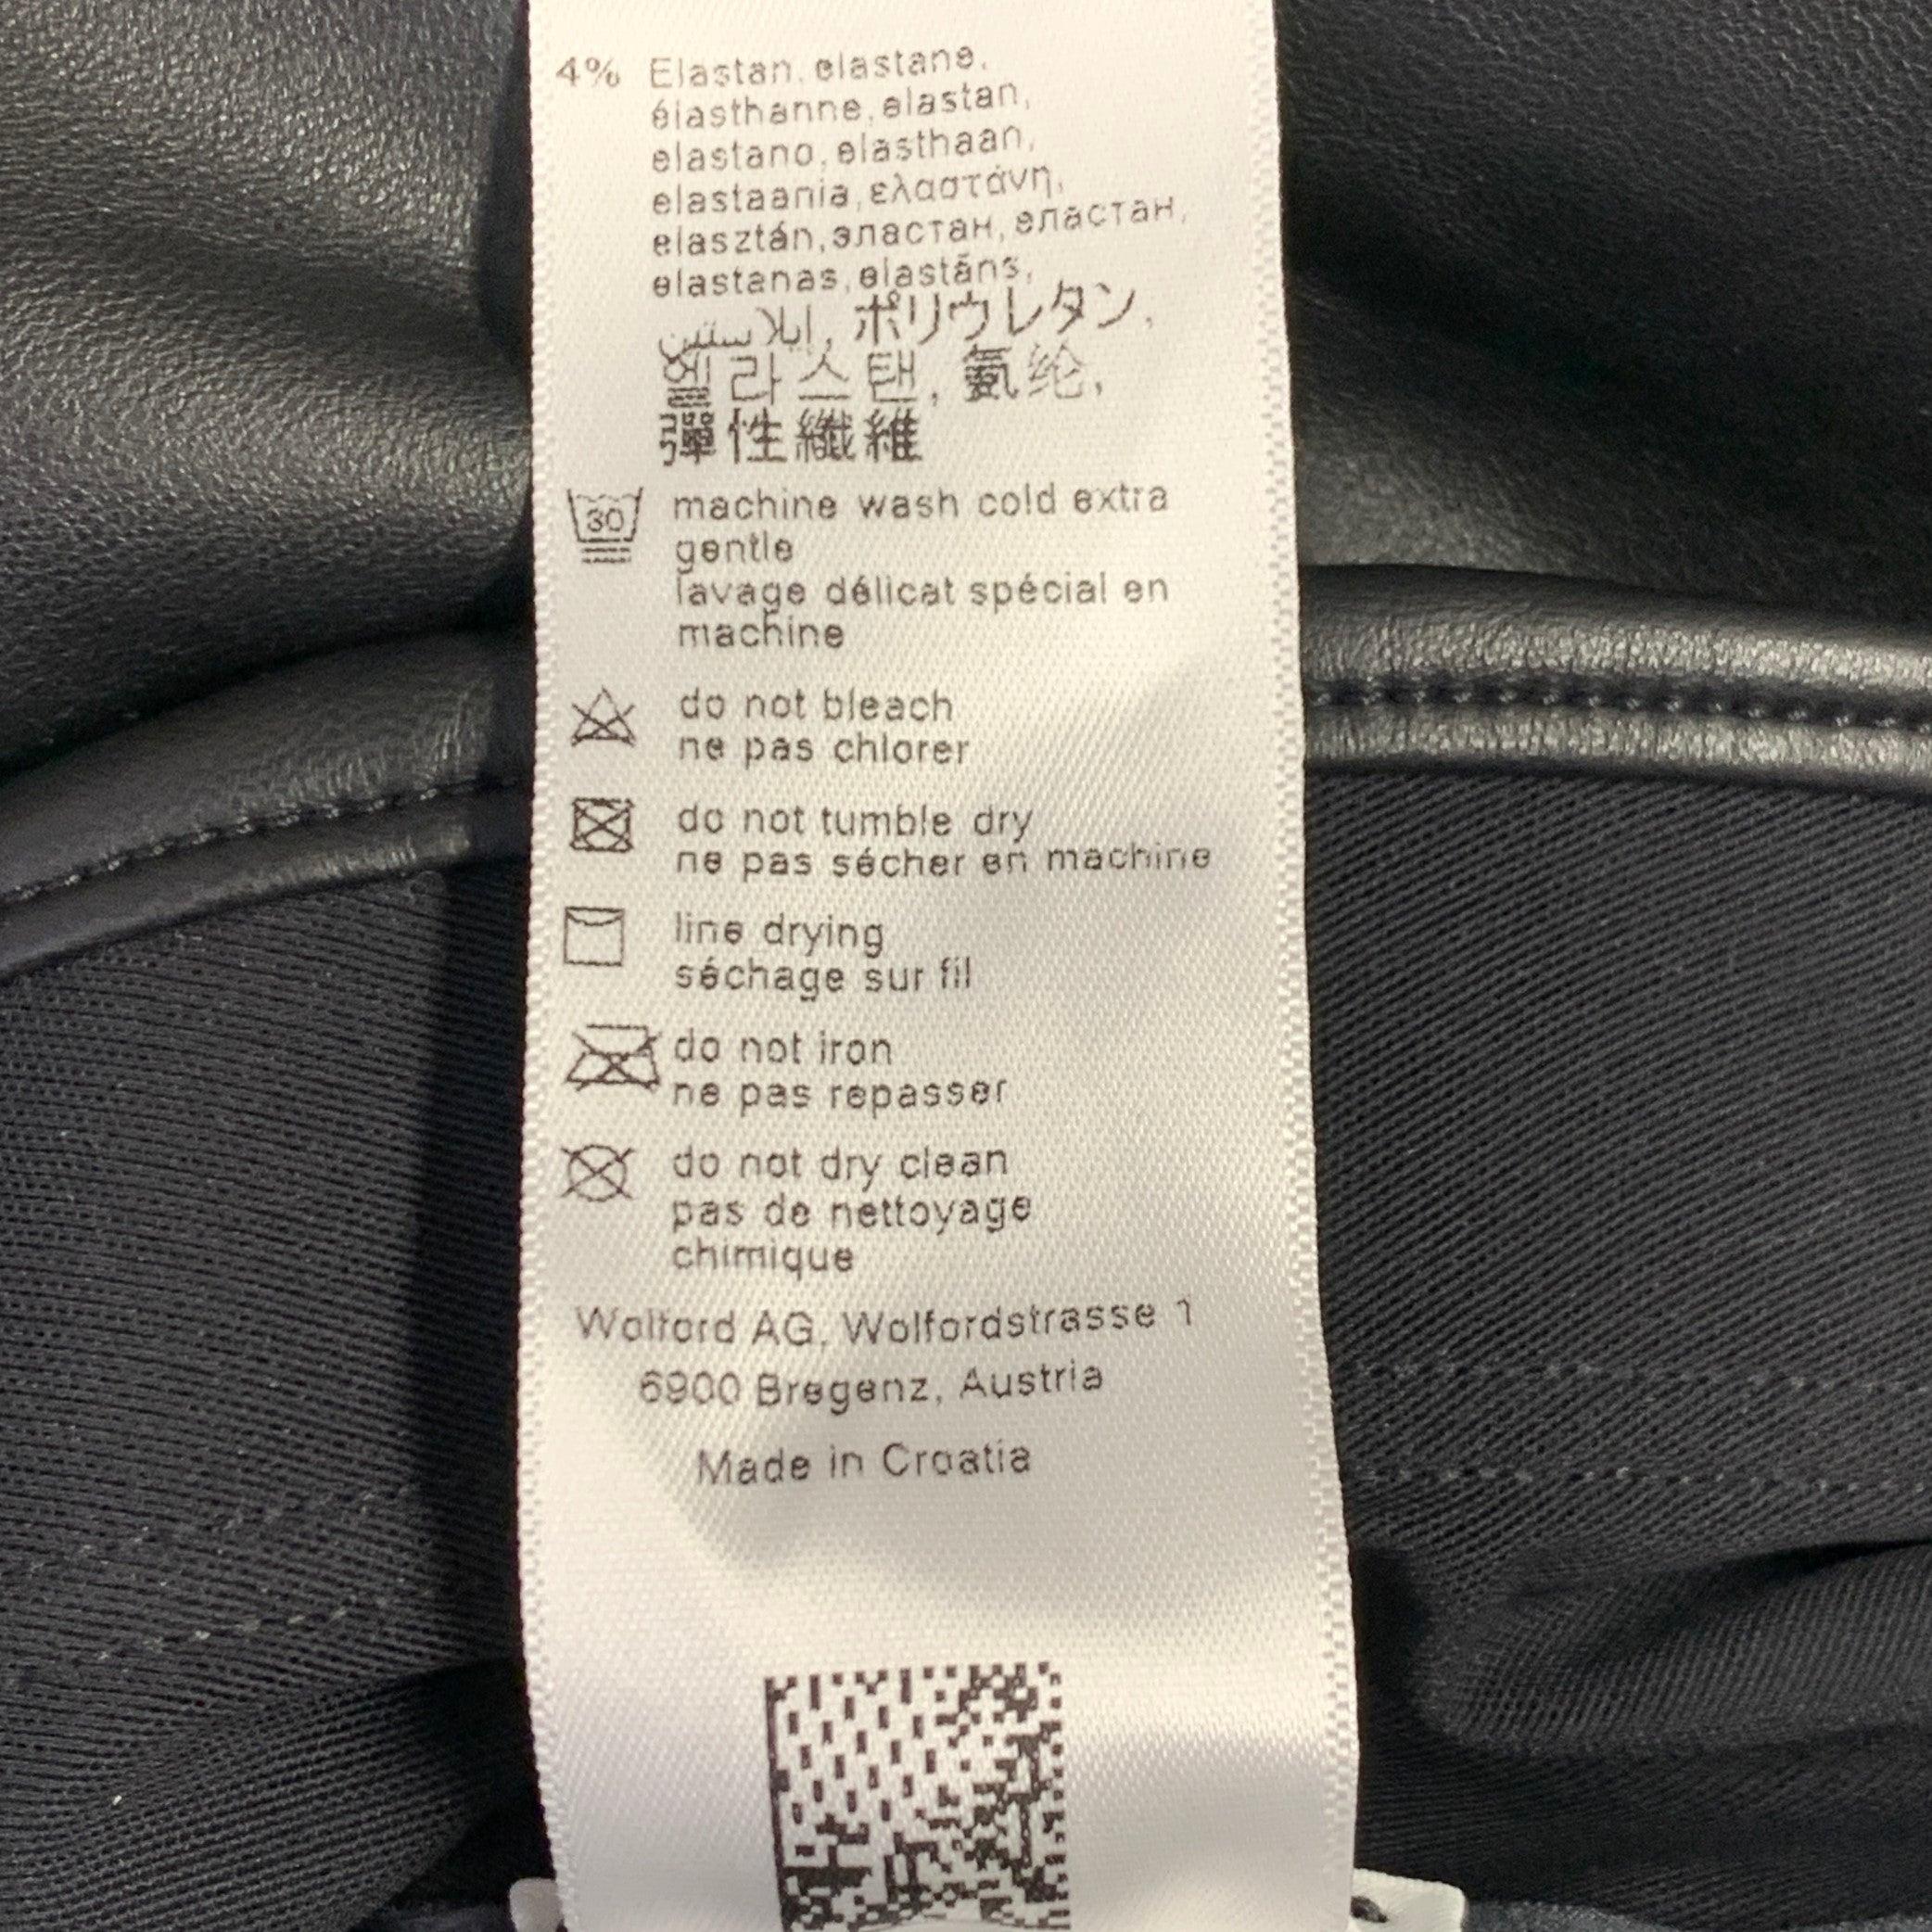 4% Elastan, elastane,
élasthanne, elastan,
elastano, elasthaan,
elastaania, ελαστάνη,
elasztán, эластан, еластан,
elastanas, elastāns,
إيلاستين, ポリウレタン,
엘라스탠, 氨纶,
彈性纖維
30 machine wash cold extra
gentle
lavage délicat spécial en
machine
do not bleach
ne pas chlorer
do not tumble dry
ne pas sécher en machine
line drying
séchage sur fil
do not iron
ne pas repasser
do not dry clean
pas de nettoyage
chimique
Wolford AG, Wolfordstrasse 1
6900 Bregenz, Austria
Made in Croatia